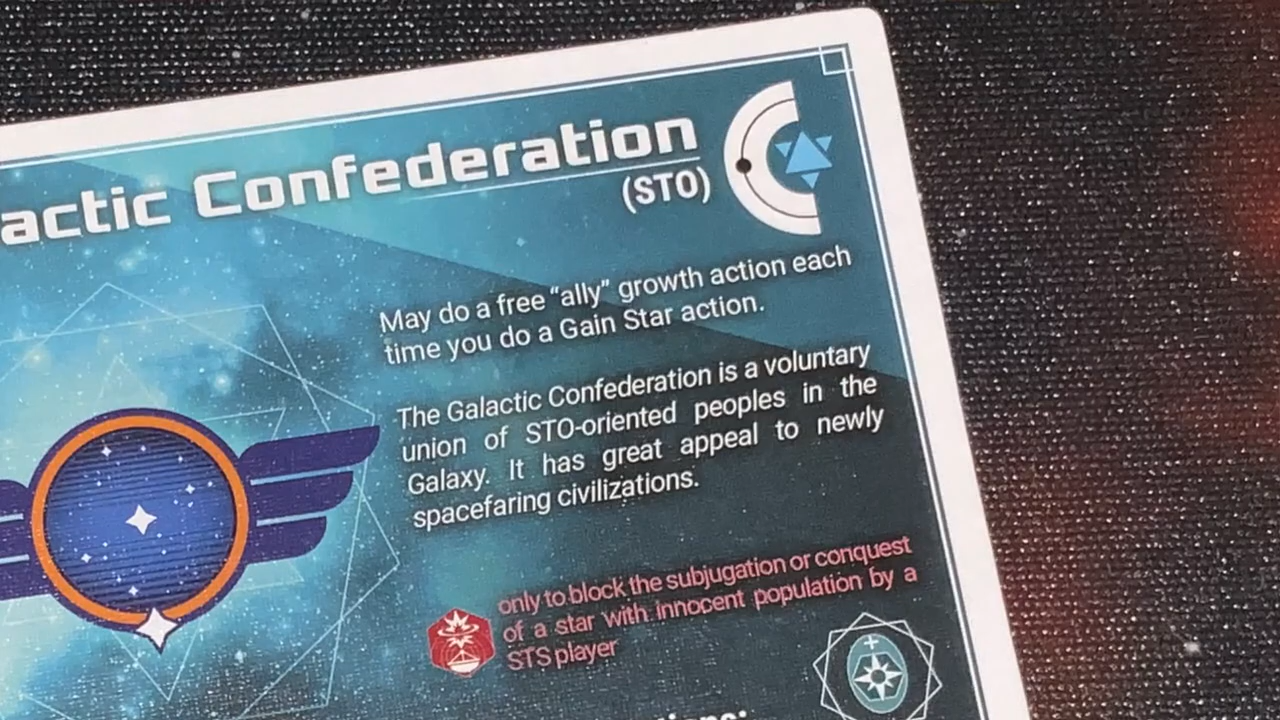 actic Confederation
(STO)
May do a free “ally” growth action each
time you do a Gain Star action.
The Galactic Confederation is a voluntary
union of STO-oriented peoples in the
Galaxy. It has great appeal to newly
spacefaring civilizations.
only to block the subjugation or conquest
of a star with innocent population by a
STS player